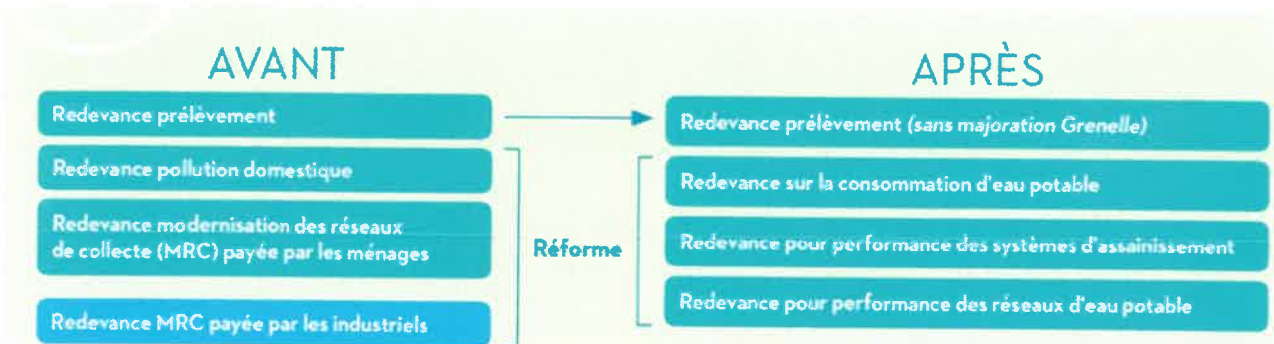 AVANT
Redevance prélèvement
Redevance pollution domestique
Redevance modernisation des réseaux
de collecte (MRC) payée par les ménages
Redevance MRC payée par les industriels
Réforme
APRÈS
Redevance prélèvement (sans majoration Grenelle)
Redevance sur la consommation d'eau potable
Redevance pour performance des systèmes d'assainissement
Redevance pour performance des réseaux d'eau potable